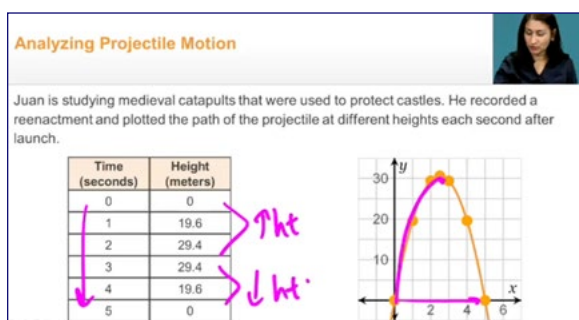 Analyzing Projectile Motion
Juan is studying medieval catapults that were used to protect castles. He recorded a
reenactment and plotted the path of the projectile at different heights each second after
launch.
Time Height
(seconds) (meters)
0 0
1 19.6
2 29.4
3 29.4
4 19.6
5 0
↑ht
↓ht.
y
30
20
10
x
2 4 6